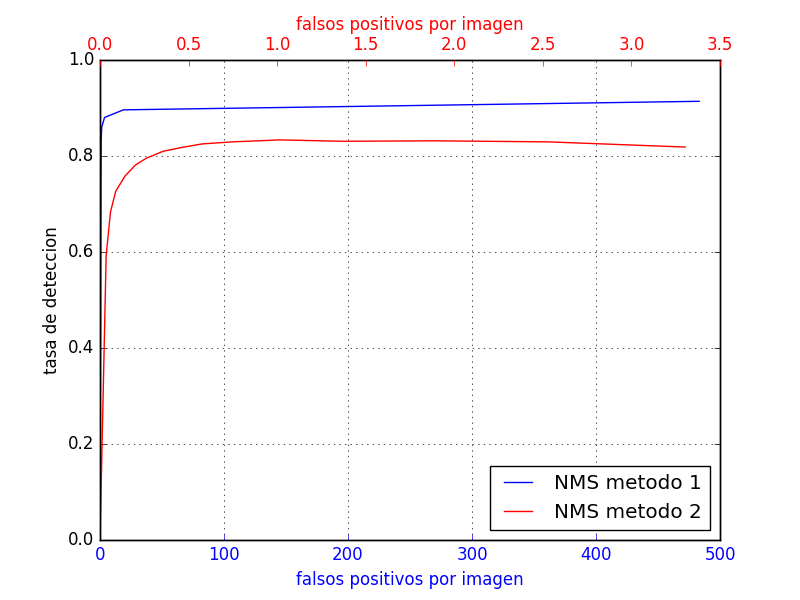 falsos positivos por imagen
0.0 0.5 1.0 1.5 2.0 2.5 3.0 3.5
1.0
0.8
0.6
0.4
0.2
0.0
tasa de deteccion
NMS metodo 1
NMS metodo 2
0 100 200 300 400 500
falsos positivos por imagen